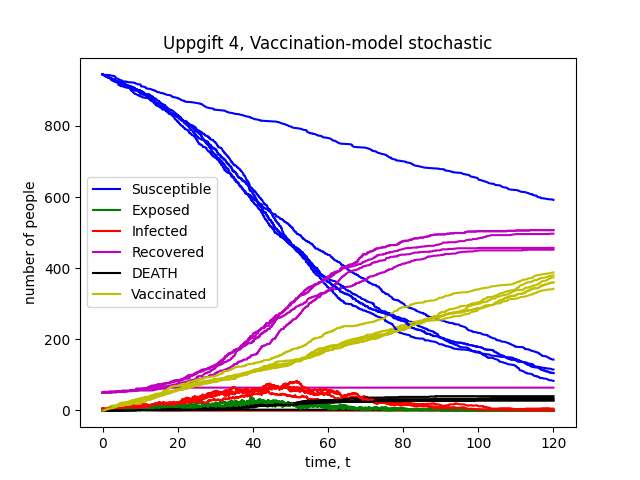 Uppgift 4, Vaccination-model stochastic
number of people
800
600
400
200
0
Susceptible
Exposed
Infected
Recovered
DEATH
Vaccinated
0 20 40 60 80 100 120
time, t